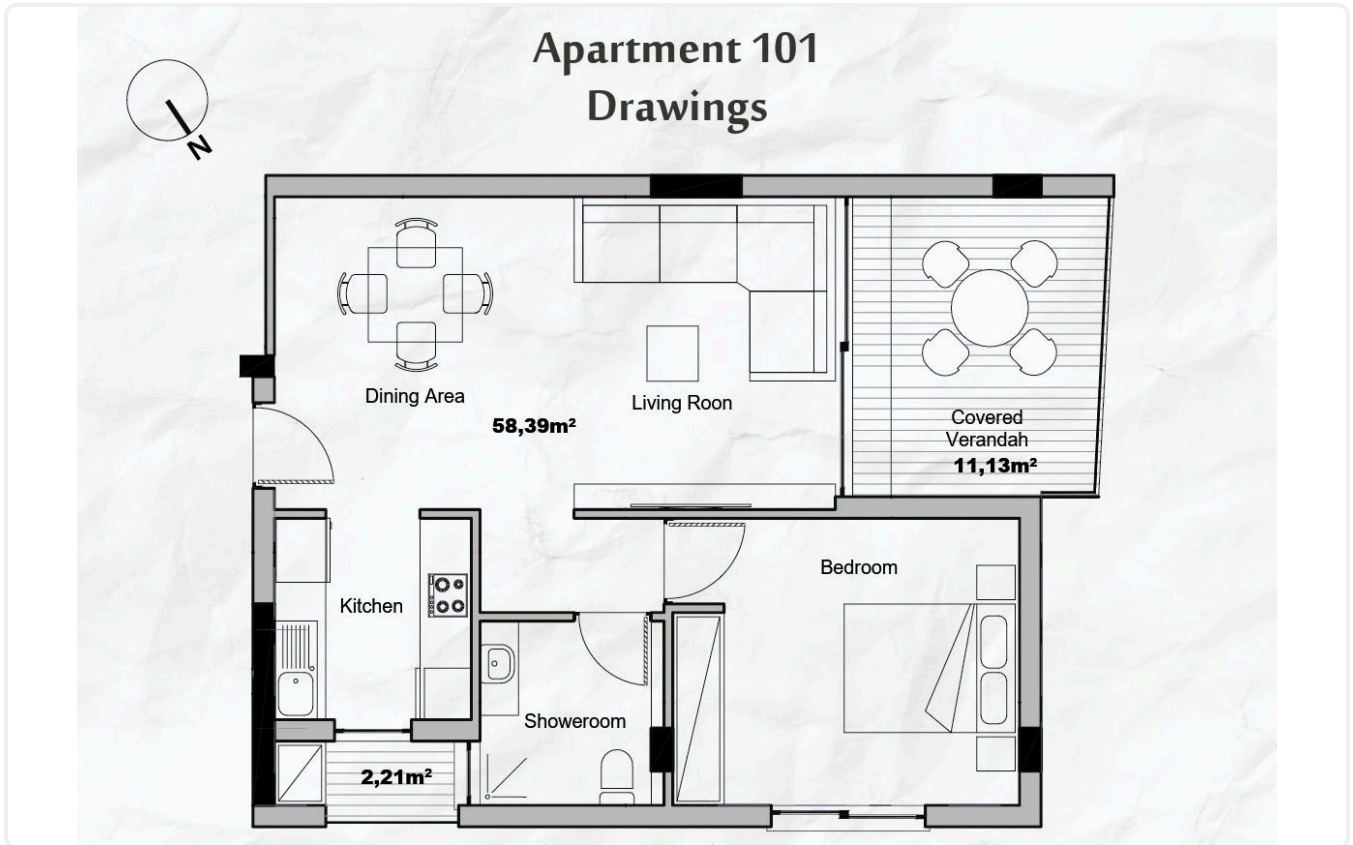 Apartment 101
Drawings
N
Dining Area
Living Roon
58,39m²
Covered
Verandah
11,13m²
Bedroom
Kitchen
Showeroom
2,21m²